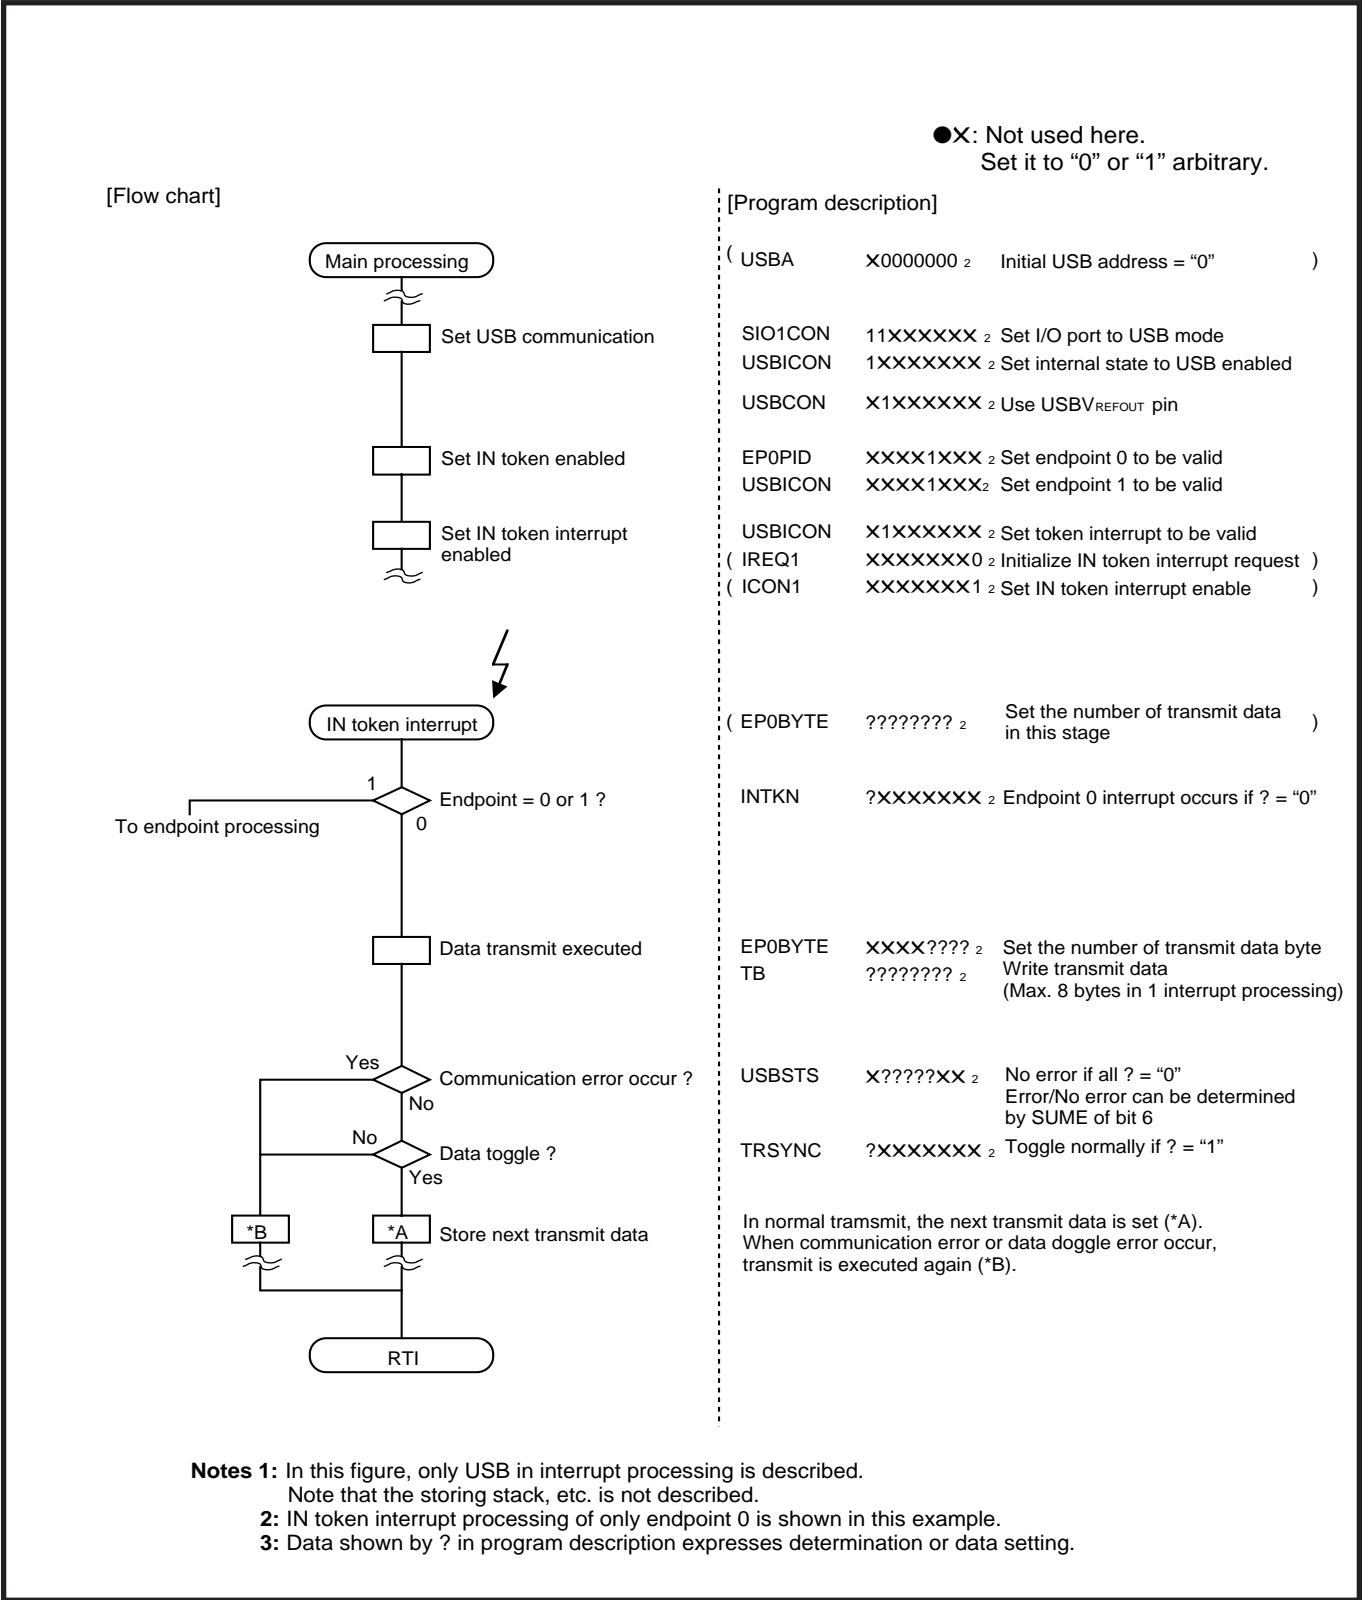 ●X: Not used here.
Set it to “0” or “1” arbitrary.
[Flow chart]
[Program description]
Main processing
( USBA X0000000 2 Initial USB address = “0” )
Set USB communication
SIO1CON 11XXXXXX 2 Set I/O port to USB mode
USBICON 1XXXXXXX 2 Set internal state to USB enabled
USBCON X1XXXXXX 2 Use USBVREFOUT pin
Set IN token enabled
EP0PID XXXX1XXX 2 Set endpoint 0 to be valid
USBICON XXXX1XXX2 Set endpoint 1 to be valid
Set IN token interrupt
enabled
USBICON X1XXXXXX 2 Set token interrupt to be valid
( IREQ1 XXXXXXX0 2 Initialize IN token interrupt request )
( ICON1 XXXXXXX1 2 Set IN token interrupt enable )
IN token interrupt
( EP0BYTE ???????? 2 Set the number of transmit data
in this stage )
1
Endpoint = 0 or 1 ?
0
To endpoint processing
INTKN ?XXXXXXX 2 Endpoint 0 interrupt occurs if ? = “0”
Data transmit executed
EP0BYTE XXXX???? 2 Set the number of transmit data byte
TB ???????? 2 Write transmit data
(Max. 8 bytes in 1 interrupt processing)
Yes
Communication error occur ?
No
USBSTS X?????XX 2 No error if all ? = “0”
Error/No error can be determined
by SUME of bit 6
No
Data toggle ?
Yes
TRSYNC ?XXXXXXX 2 Toggle normally if ? = “1”
*B
*A
Store next transmit data
In normal tramsmit, the next transmit data is set (*A).
When communication error or data doggle error occur,
transmit is executed again (*B).
RTI
Notes 1: In this figure, only USB in interrupt processing is described.
Note that the storing stack, etc. is not described.
2: IN token interrupt processing of only endpoint 0 is shown in this example.
3: Data shown by ? in program description expresses determination or data setting.